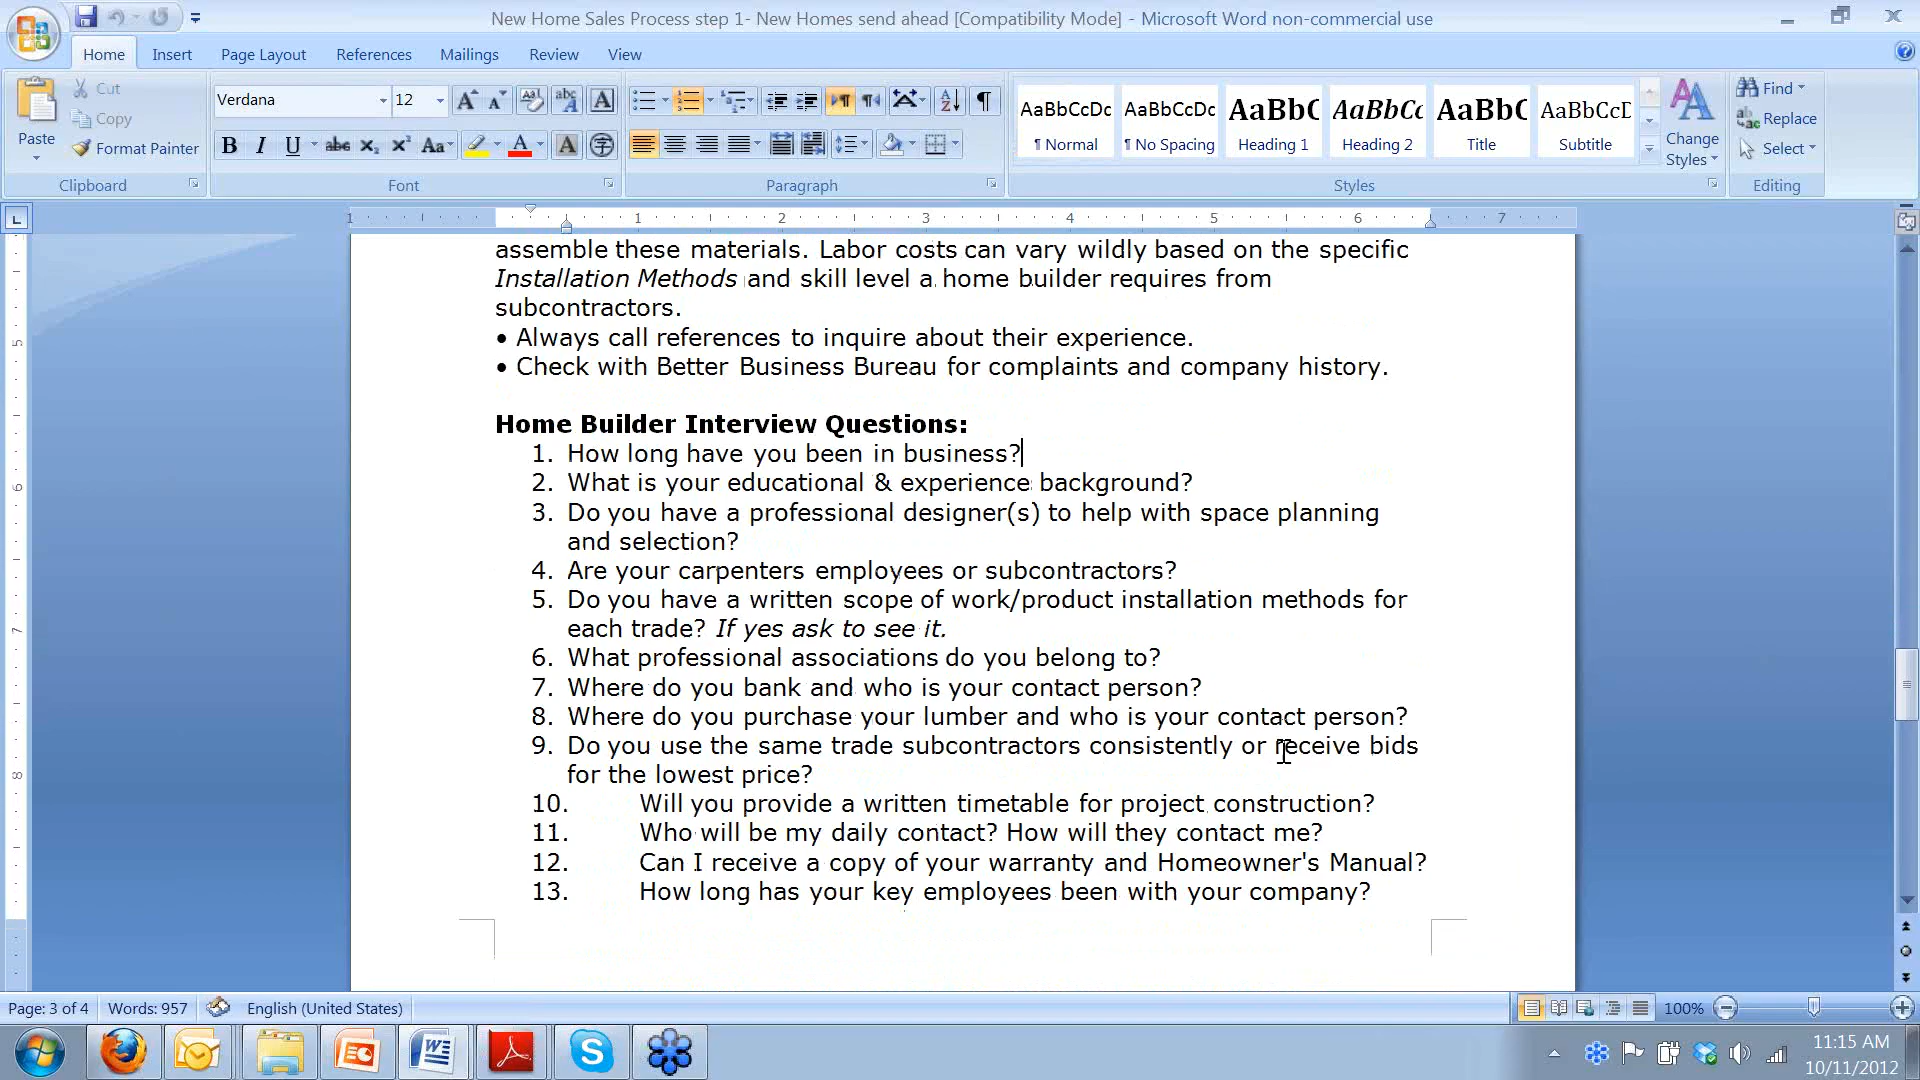 New Home Sales Process step 1- New Homes send ahead [Compatibility Mode] - Microsoft Word non-commercial use
Home Insert Page Layout References Mailings Review View
Paste
Cut
Copy
Format Painter
Clipboard
Verdana 12
Font
Paragraph
AaBbCcDc AaBbCcDc AaBbC AaBbCc AaBbC AaBbCcD
¶ Normal ¶ No Spacing Heading 1 Heading 2 Title Subtitle
Styles
Change
Styles
Find
Replace
Select
Editing
1 1 2 3 4 5 6 7
assemble these materials. Labor costs can vary wildly based on the specific
Installation Methods and skill level a home builder requires from
subcontractors.
• Always call references to inquire about their experience.
• Check with Better Business Bureau for complaints and company history.
Home Builder Interview Questions:
1. How long have you been in business?
2. What is your educational & experience background?
3. Do you have a professional designer(s) to help with space planning
and selection?
4. Are your carpenters employees or subcontractors?
5. Do you have a written scope of work/product installation methods for
each trade? If yes ask to see it.
6. What professional associations do you belong to?
7. Where do you bank and who is your contact person?
8. Where do you purchase your lumber and who is your contact person?
9. Do you use the same trade subcontractors consistently or receive bids
for the lowest price?
10. Will you provide a written timetable for project construction?
11. Who will be my daily contact? How will they contact me?
12. Can I receive a copy of your warranty and Homeowner's Manual?
13. How long has your key employees been with your company?
Page: 3 of 4 Words: 957 English (United States) 100%
11:15 AM
10/11/2012